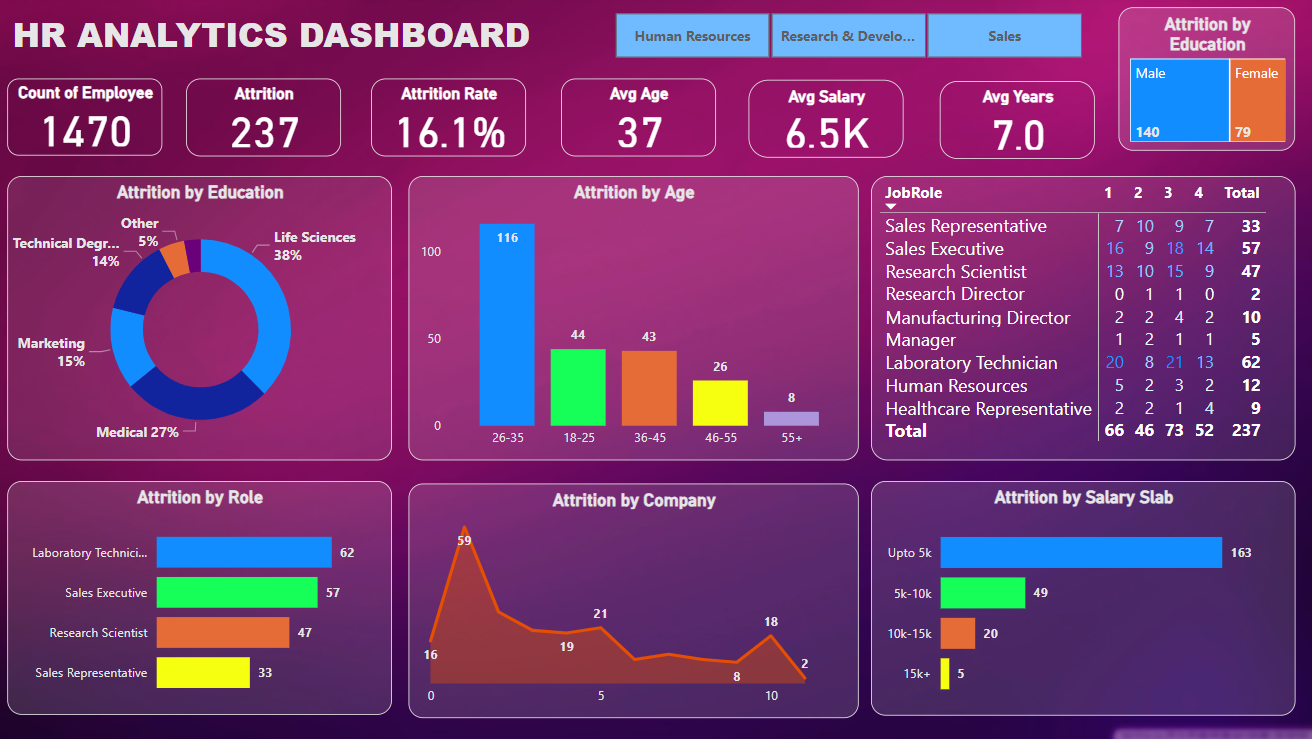 HR ANALYTICS DASHBOARD
Human Resources
Research & Develo...
Sales
Attrition by
Education
Male
Female
140
79
Count of Employee
1470
Attrition
237
Attrition Rate
16.1%
Avg Age
37
Avg Salary
6.5K
Avg Years
7.0
Attrition by Education
Other
5%
Technical Degr...
14%
Life Sciences
38%
Marketing
15%
Medical 27%
Attrition by Age
100
50
0
116
44
43
26
8
26-35 18-25 36-45 46-55 55+
JobRole 1 2 3 4 Total
Sales Representative 7 10 9 7 33
Sales Executive 16 9 18 14 57
Research Scientist 13 10 15 9 47
Research Director 0 1 1 0 2
Manufacturing Director 2 2 4 2 10
Manager 1 2 1 1 5
Laboratory Technician 20 8 21 13 62
Human Resources 5 2 3 2 12
Healthcare Representative 2 2 1 4 9
Total 66 46 73 52 237
Attrition by Role
Laboratory Technici... 62
Sales Executive 57
Research Scientist 47
Sales Representative 33
Attrition by Company
59
16
19
21
8
18
2
0 5 10
Attrition by Salary Slab
Upto 5k 163
5k-10k 49
10k-15k 20
15k+ 5